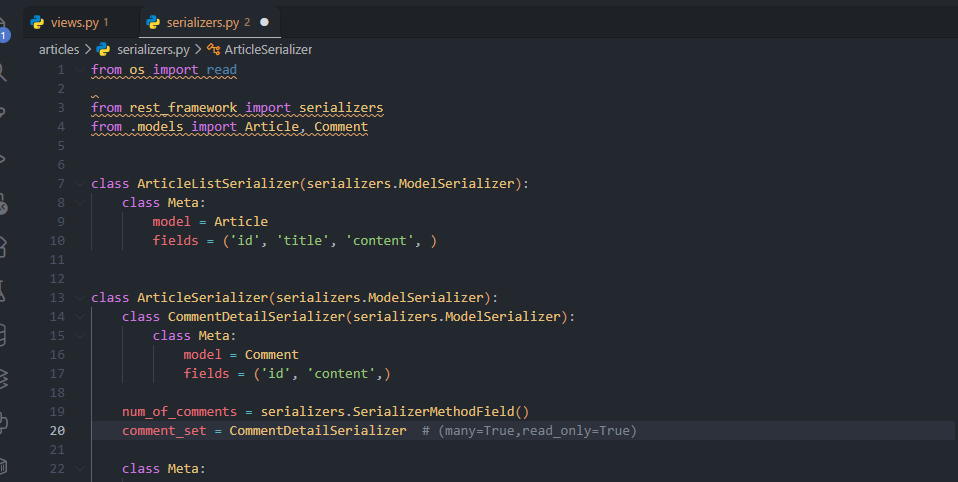 views.py 1
serializers.py 2
1
articles > serializers.py > ArticleSerializer
1 from os import read
2
3 from rest_framework import serializers
4 from .models import Article, Comment
5
6
7 class ArticleListSerializer(serializers.ModelSerializer):
8 class Meta:
9 model = Article
10 fields = ('id', 'title', 'content', )
11
12
13 class ArticleSerializer(serializers.ModelSerializer):
14 class CommentDetailSerializer(serializers.ModelSerializer):
15 class Meta:
16 model = Comment
17 fields = ('id', 'content',)
18
19 num_of_comments = serializers.SerializerMethodField()
20 comment_set = CommentDetailSerializer # (many=True,read_only=True)
21
22 class Meta: